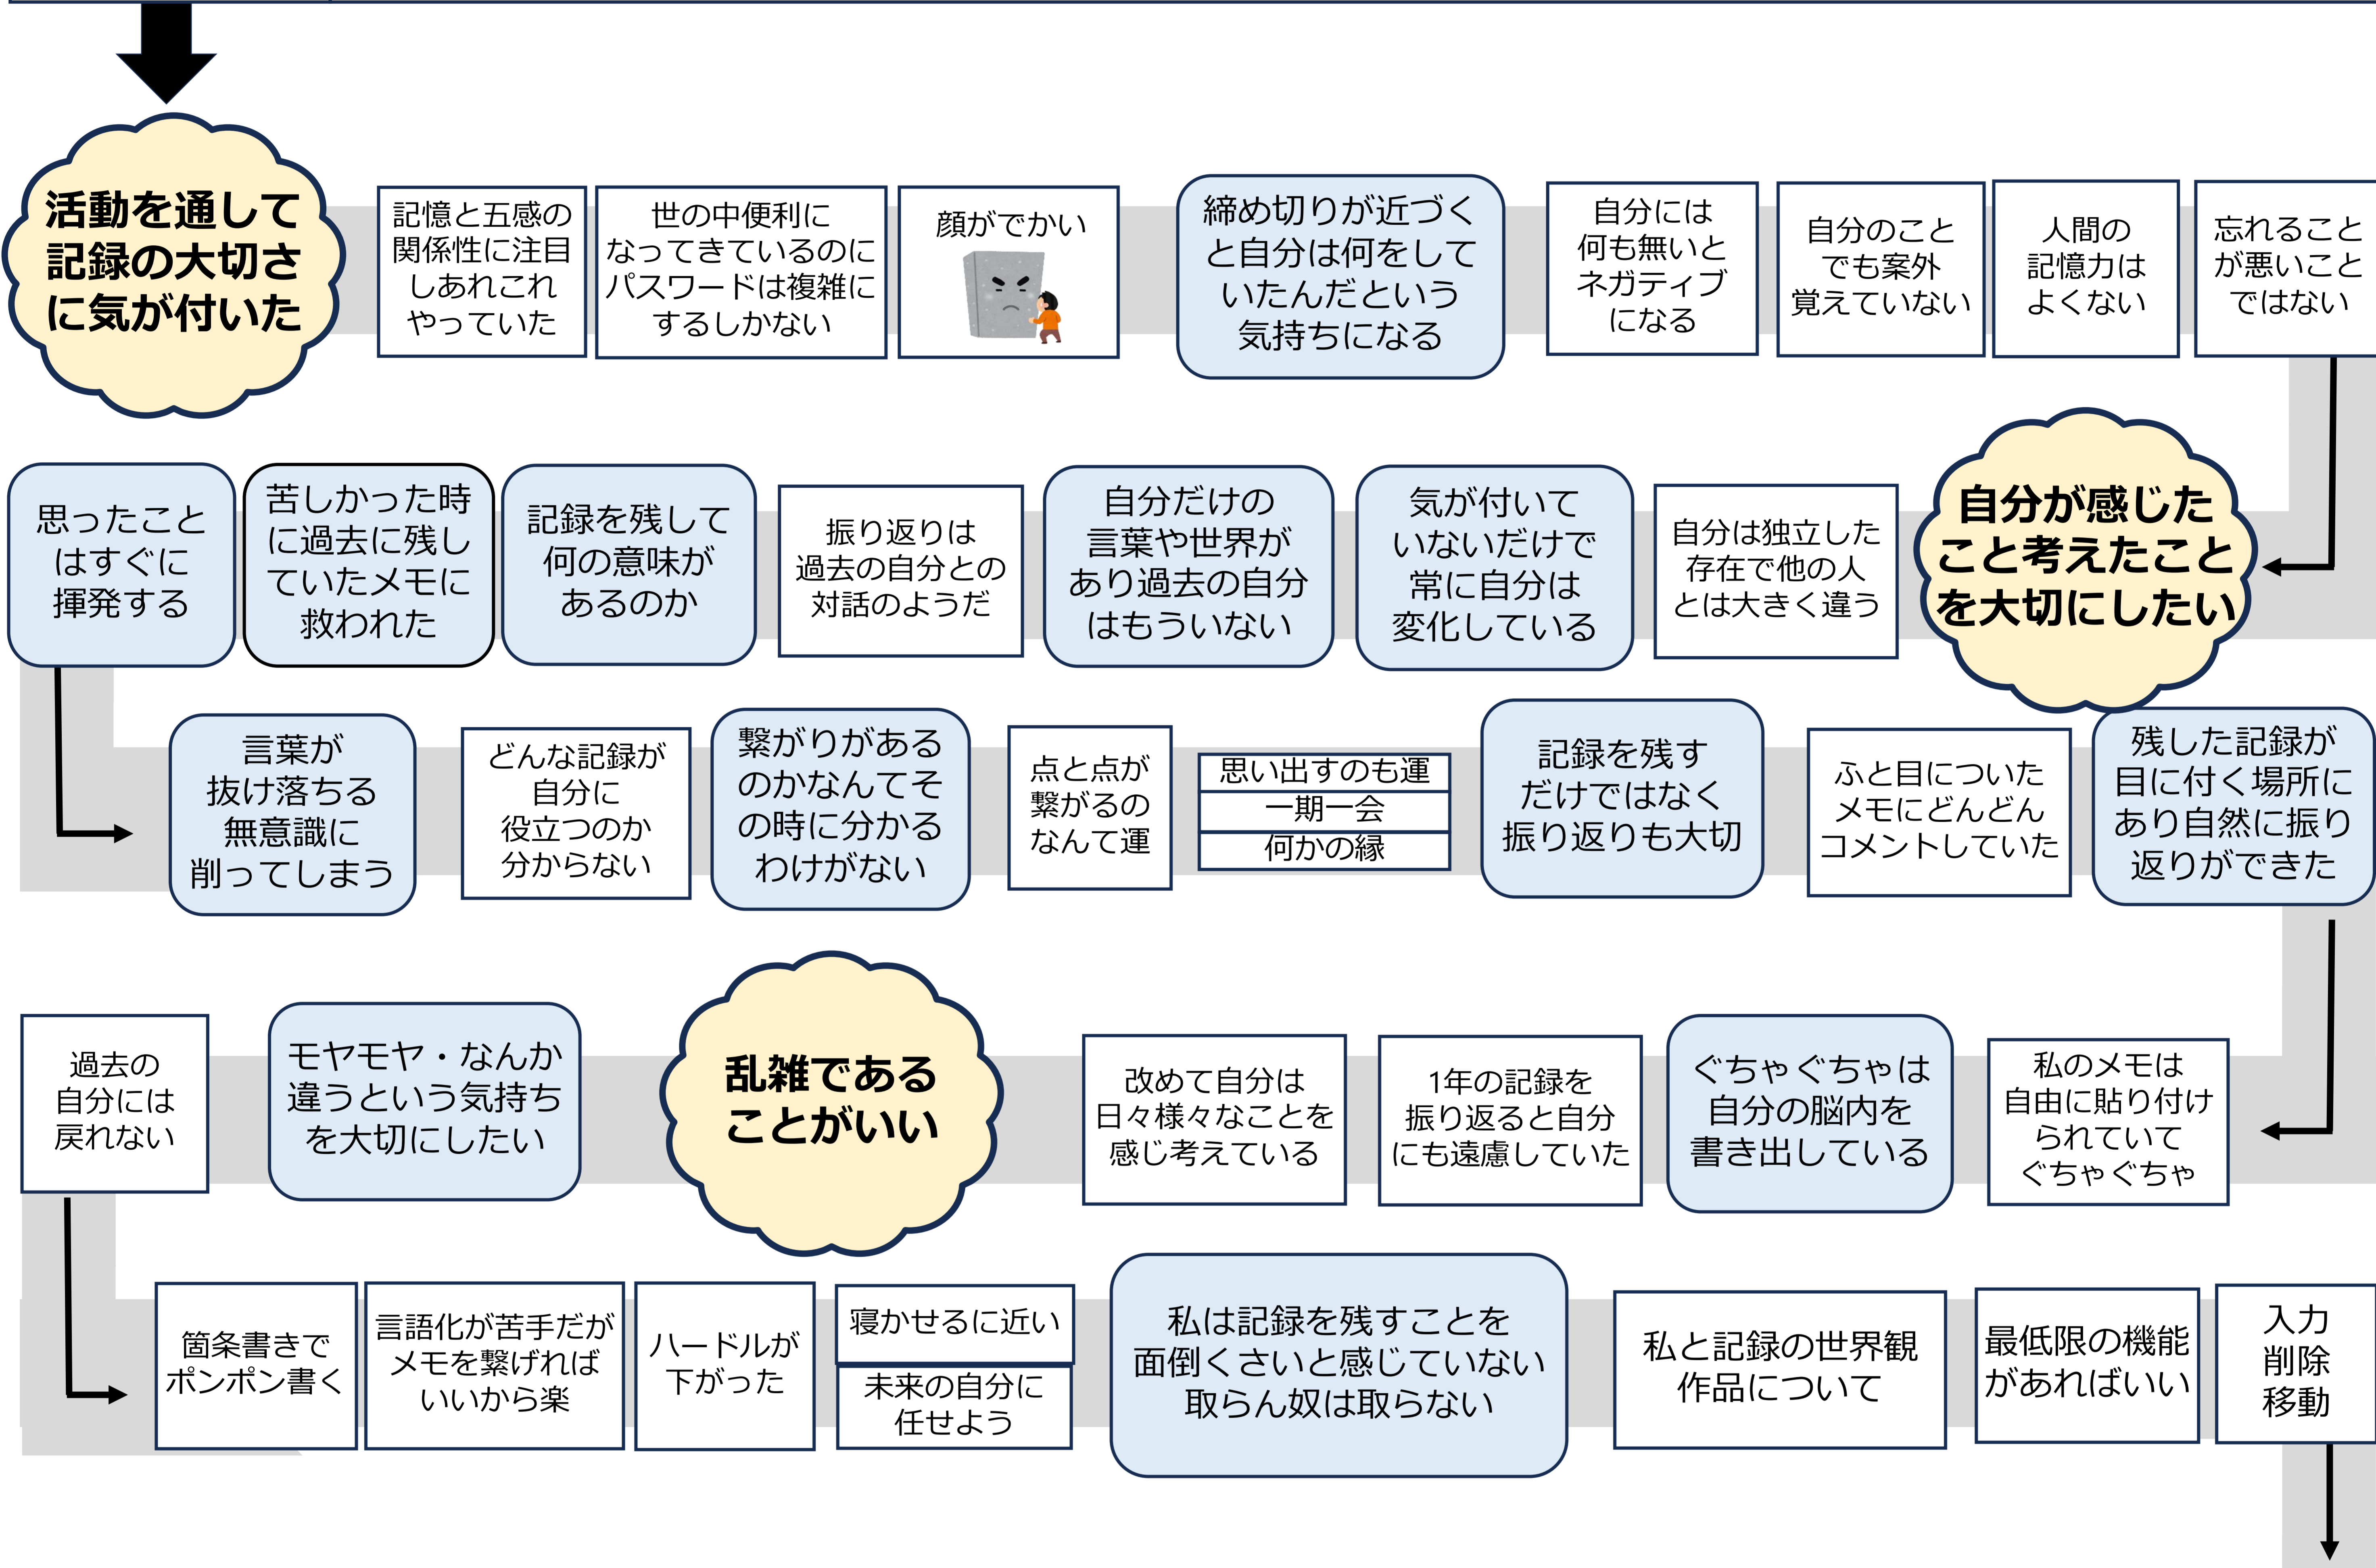 活動を通して
記録の大切さ
に気が付いた
記憶と五感の
関係性に注目
しあれこれ
やっていた
世の中便利に
なってきているのに
パスワードは複雑に
するしかない
顔がでかい
締め切りが近づく
と自分は何をして
いたんだという
気持ちになる
自分には
何も無いと
ネガティブ
になる
自分のこと
でも案外
覚えていない
人間の
記憶力は
よくない
忘れること
が悪いこと
ではない
自分が感じた
こと考えたこと
を大切にしたい
自分は独立した
存在で他の人
とは大きく違う
気が付いて
いないだけで
常に自分は
変化している
自分だけの
言葉や世界が
あり過去の自分
はもういない
振り返りは
過去の自分との
対話のようだ
記録を残して
何の意味が
あるのか
苦しかった時
に過去に残し
ていたメモに
救われた
思ったこと
はすぐに
揮発する
言葉が
抜け落ちる
無意識に
削ってしまう
どんな記録が
自分に
役立つのか
分からない
繋がりがある
のかなんてそ
の時に分かる
わけがない
点と点が
繋がるの
なんて運
思い出すのも運
一期一会
何かの縁
記録を残す
だけではなく
振り返りも大切
ふと目についた
メモにどんどん
コメントしていた
残した記録が
目に付く場所に
あり自然に振り
返りができた
私のメモは
自由に貼り付け
られていて
ぐちゃぐちゃ
ぐちゃぐちゃは
自分の脳内を
書き出している
1年の記録を
振り返ると自分
にも遠慮していた
改めて自分は
日々様々なことを
感じ考えている
乱雑である
ことがいい
モヤモヤ・なんか
違うという気持ち
を大切にしたい
過去の
自分には
戻れない
箇条書きで
ポンポン書く
言語化が苦手だが
メモを繋げれば
いいから楽
ハードルが
下がった
寝かせるに近い
未来の自分に
任せよう
私は記録を残すことを
面倒くさいと感じていない
取らん奴は取らない
私と記録の世界観
作品について
最低限の機能
があればいい
入力
削除
移動